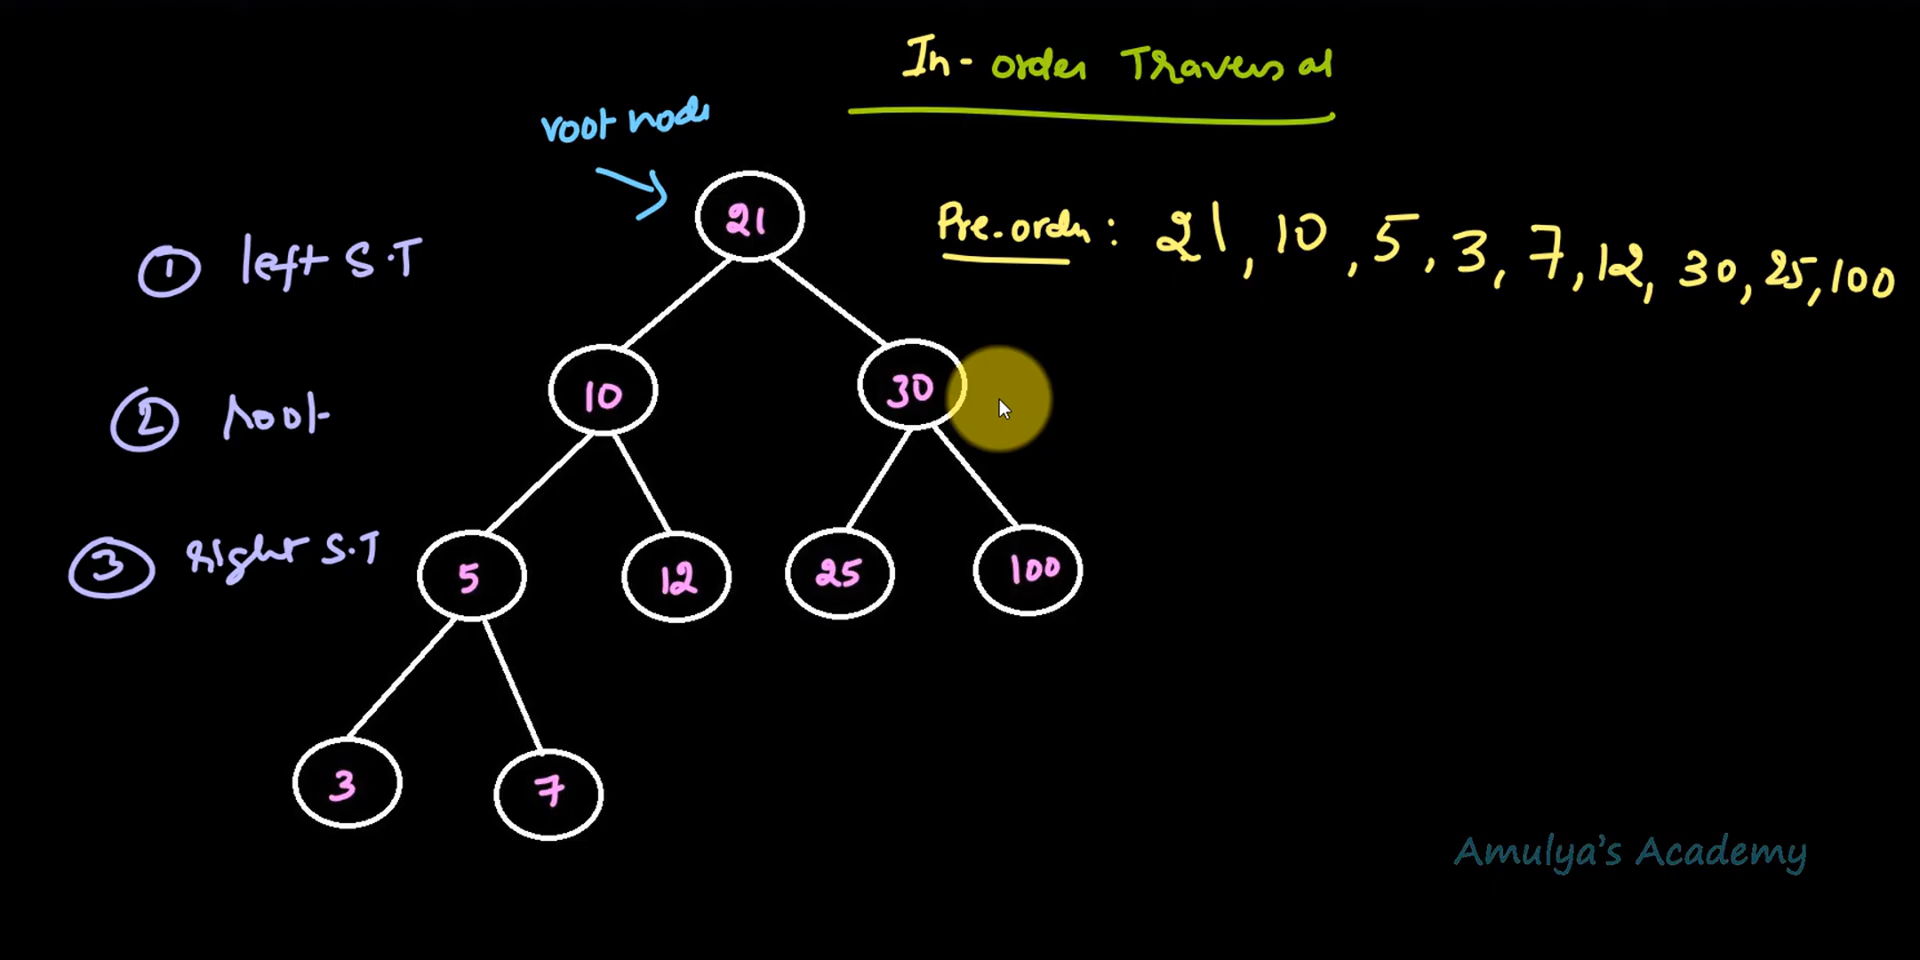 In-order Traversal
root node
Pre-order : 21, 10, 5, 3, 7, 12, 30, 25, 100
① left S.T
② root
③ right S.T
21
10
30
5
12
25
100
3
7
Amulya's Academy